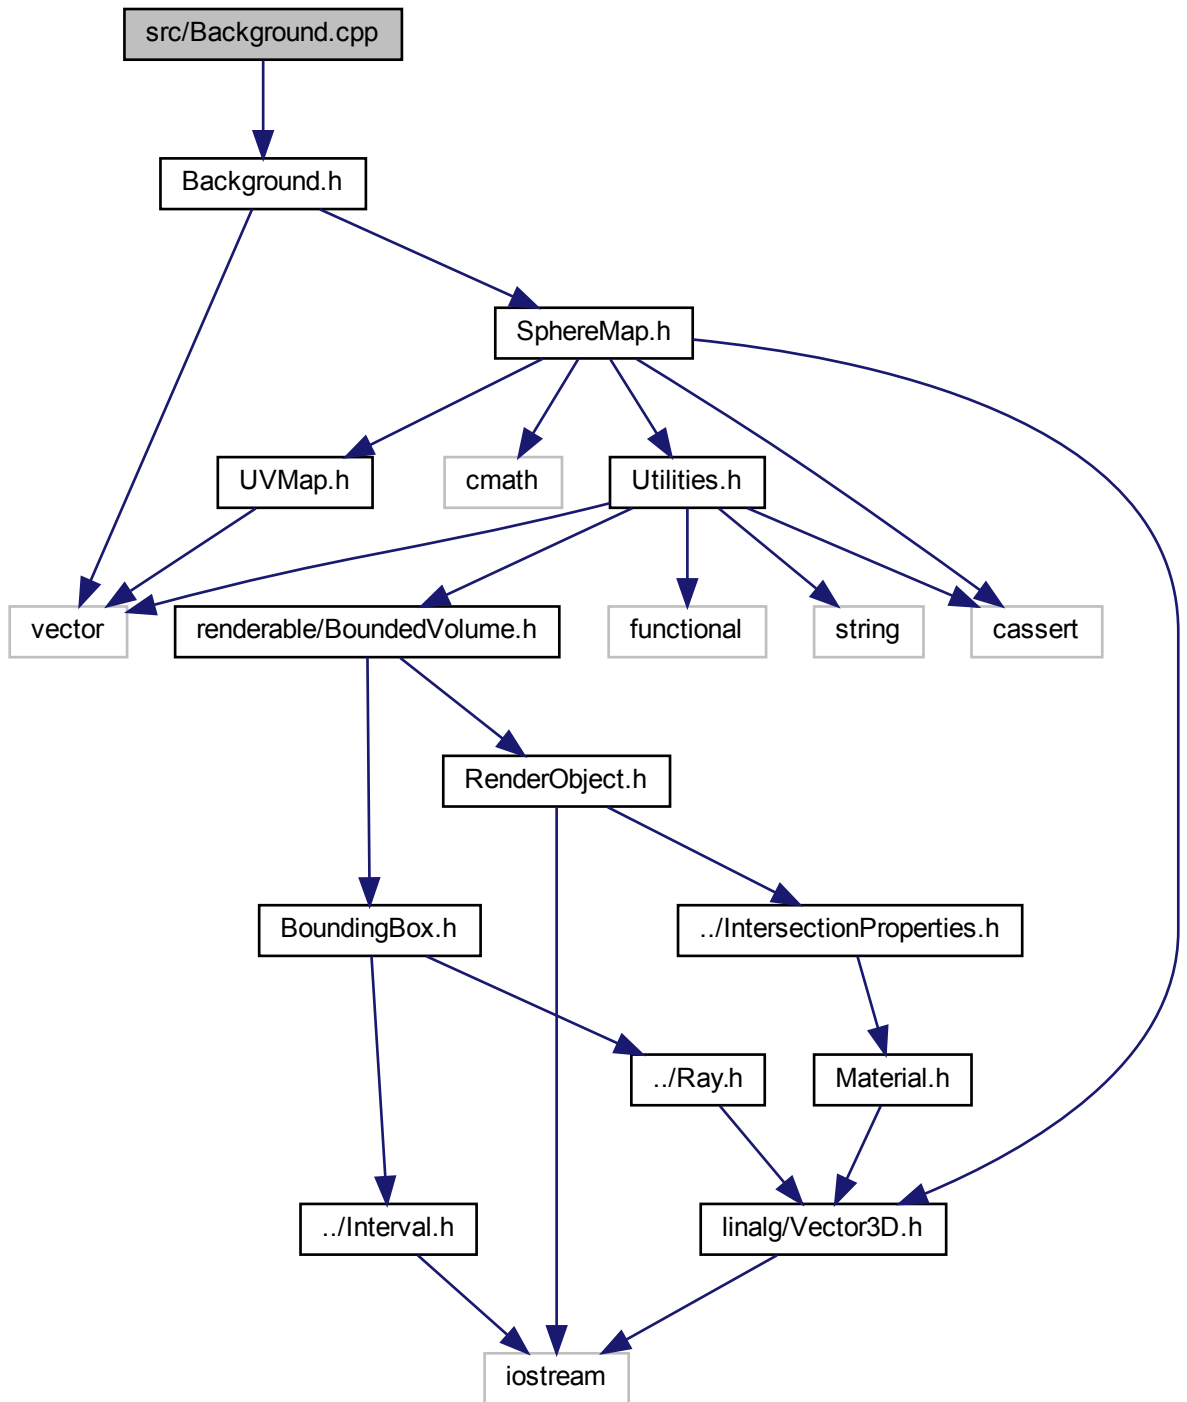 src/Background.cpp
Background.h
SphereMap.h
UVMap.h
cmath
Utilities.h
vector
renderable/BoundedVolume.h
functional
string
cassert
RenderObject.h
BoundingBox.h
../IntersectionProperties.h
../Ray.h
Material.h
../Interval.h
linalg/Vector3D.h
iostream